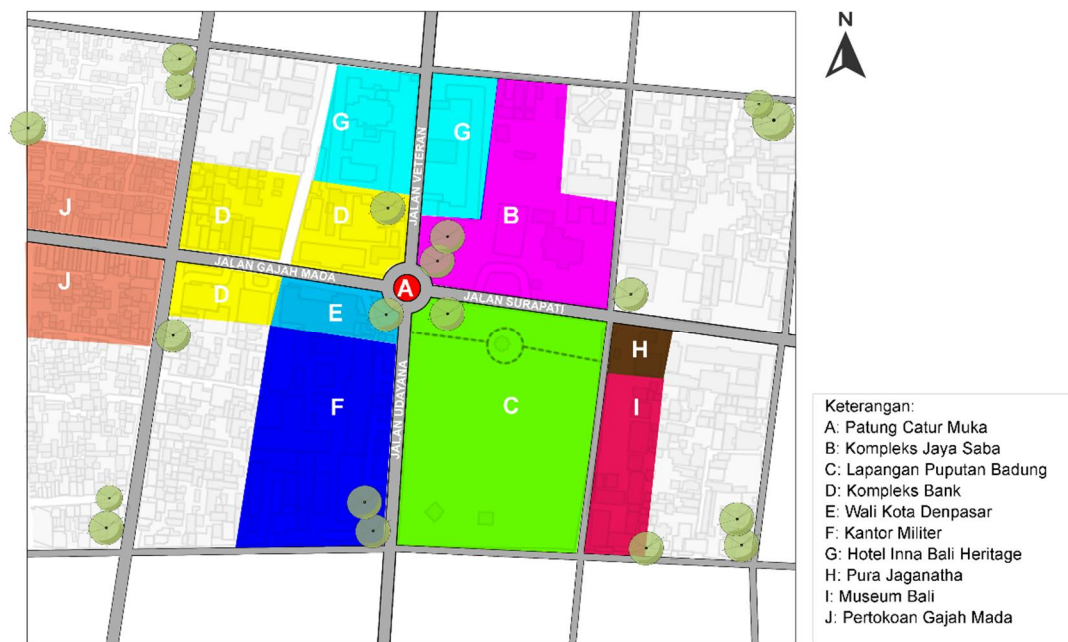 N
G
G
J
D
D
B
JALAN VETERAN
J
JALAN GAJAH MADA
D
A
JALAN SURAPATI
E
H
F
JALAN UDAYANA
C
I
Keterangan:
A: Patung Catur Muka
B: Kompleks Jaya Saba
C: Lapangan Puputan Badung
D: Kompleks Bank
E: Wali Kota Denpasar
F: Kantor Militer
G: Hotel Inna Bali Heritage
H: Pura Jaganatha
I: Museum Bali
J: Pertokoan Gajah Mada